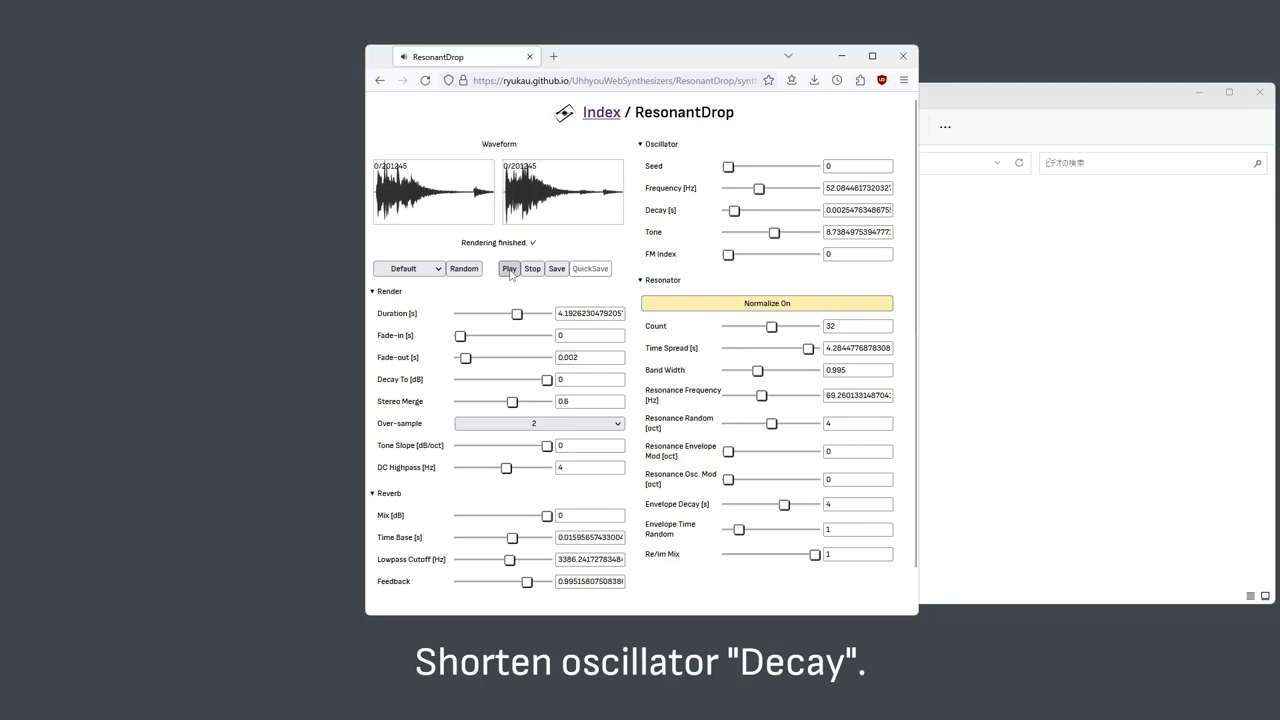 ResonantDrop
https://ryukau.github.io/UhhyouWebSynthesizers/ResonantDrop/synth
Index / ResonantDrop
Waveform
0/201245
0/201245
Rendering finished. ✓
Default
Random
Play
Stop
Save
QuickSave
▼ Render
Duration [s]
4.1926230479205
Fade-in [s]
0
Fade-out [s]
0.002
Decay To [dB]
0
Stereo Merge
0.6
Over-sample
2
Tone Slope [dB/oct]
0
DC Highpass [Hz]
4
▼ Reverb
Mix [dB]
0
Time Base [s]
0.01595657433004
Lowpass Cutoff [Hz]
3386.2417278348
Feedback
0.9951580750838
▼ Oscillator
Seed
0
Frequency [Hz]
52.0844617320327
Decay [s]
0.0025476348675
Tone
8.7384975394777
FM Index
0
▼ Resonator
Normalize On
Count
32
Time Spread [s]
4.2844776878308
Band Width
0.995
Resonance Frequency
[Hz]
69.260133148704
Resonance Random
[oct]
4
Resonance Envelope
Mod [oct]
0
Resonance Osc. Mod
[oct]
0
Envelope Decay [s]
4
Envelope Time
Random
1
Re/Im Mix
1
ビデオの検索
Shorten oscillator "Decay".